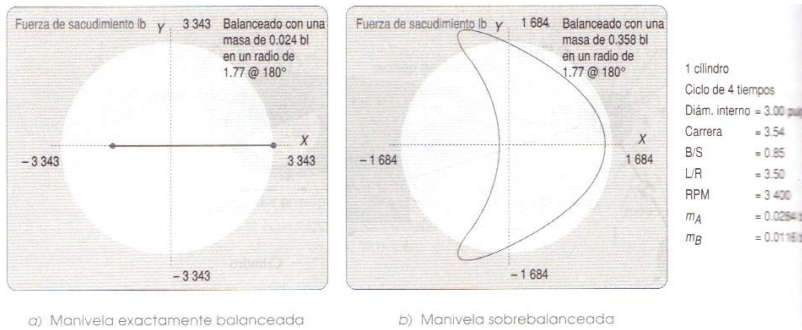 Fuerza de sacudimiento lb Y 3 343 Balanceado con una
masa de 0.024 bl
en un radio de
1.77 @ 180°
X
– 3 343
3 343
– 3 343
a) Manivela exactamente balanceada
Fuerza de sacudimiento lb Y 1 684 Balanceado con una
masa de 0.358 bl
en un radio de
1.77 @ 180°
X
– 1 684
1 684
– 1 684
b) Manivela sobrebalanceada
1 cilindro
Ciclo de 4 tiempos
Diám. interno = 3.00
Carrera = 3.54
B/S = 0.85
L/R = 3.50
RPM = 3 400
mA
mB